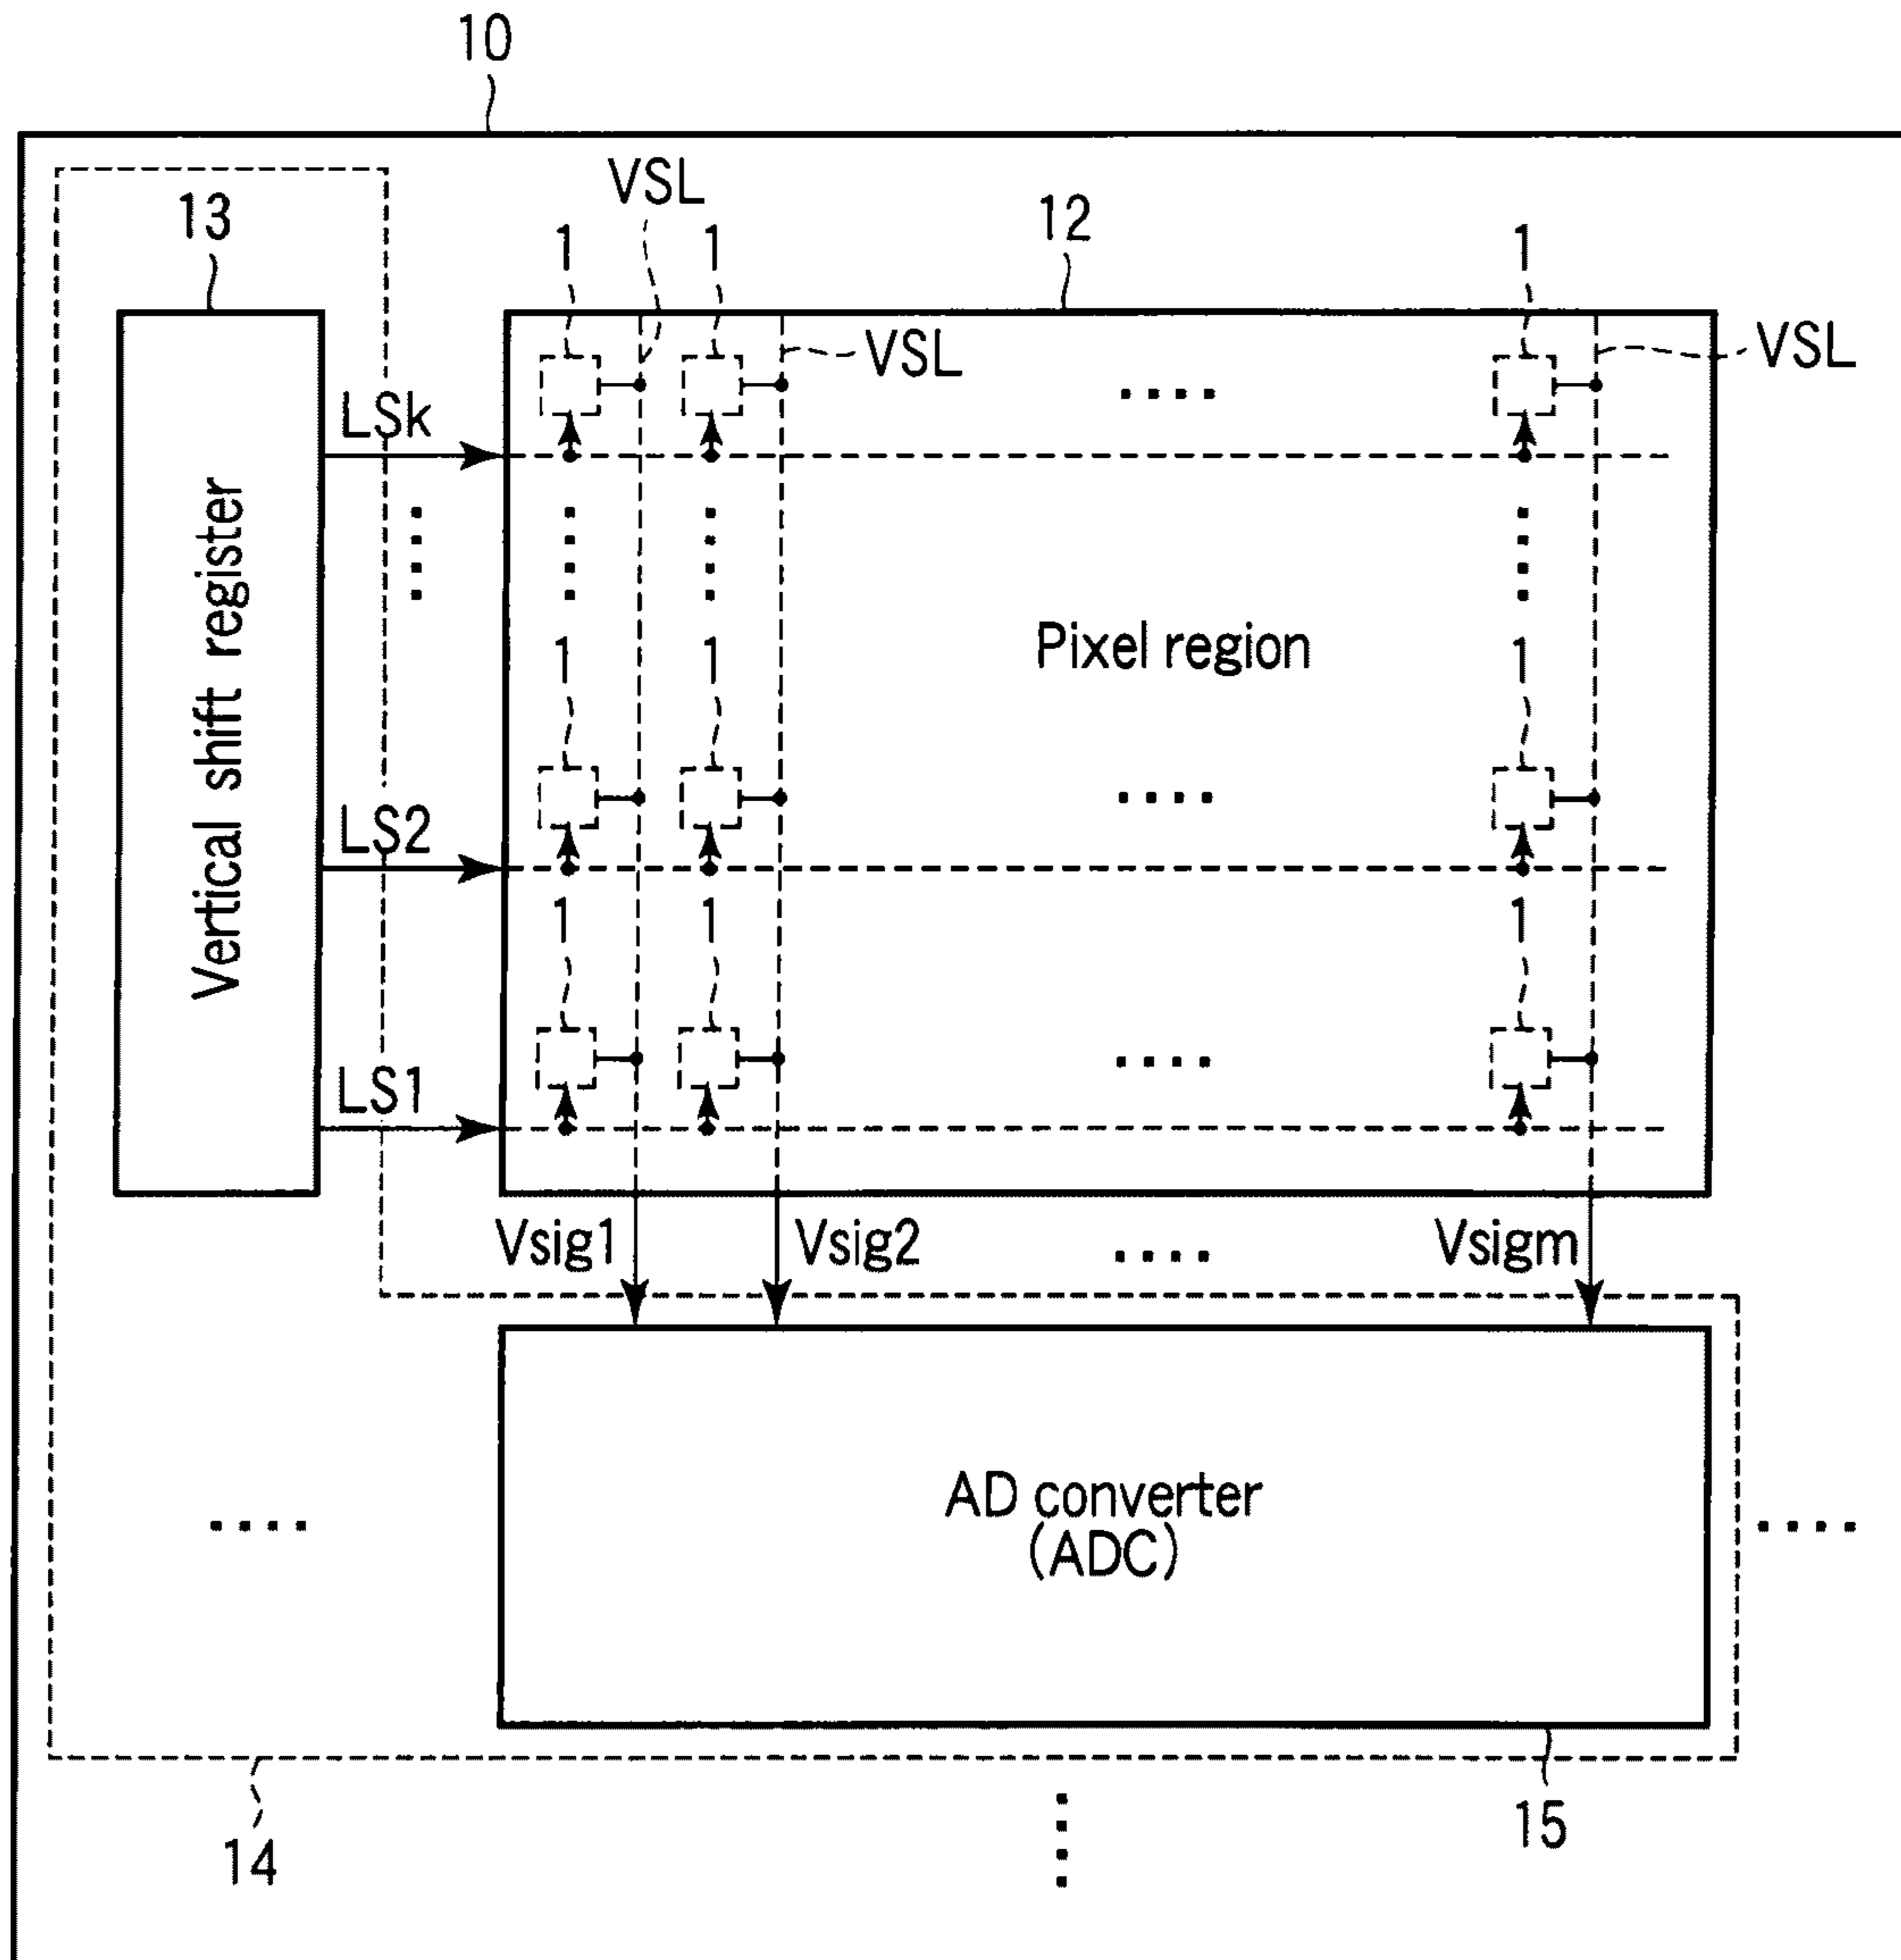 10
VSL
13
1
1
12
1
VSL
VSL
LSk
····
Vertical shift register
Pixel region
1
1
1
····
LS2
1
1
1
····
LS1
Vsig1
Vsig2
····
Vsigm
AD converter
(ADC)
····
····
14
15